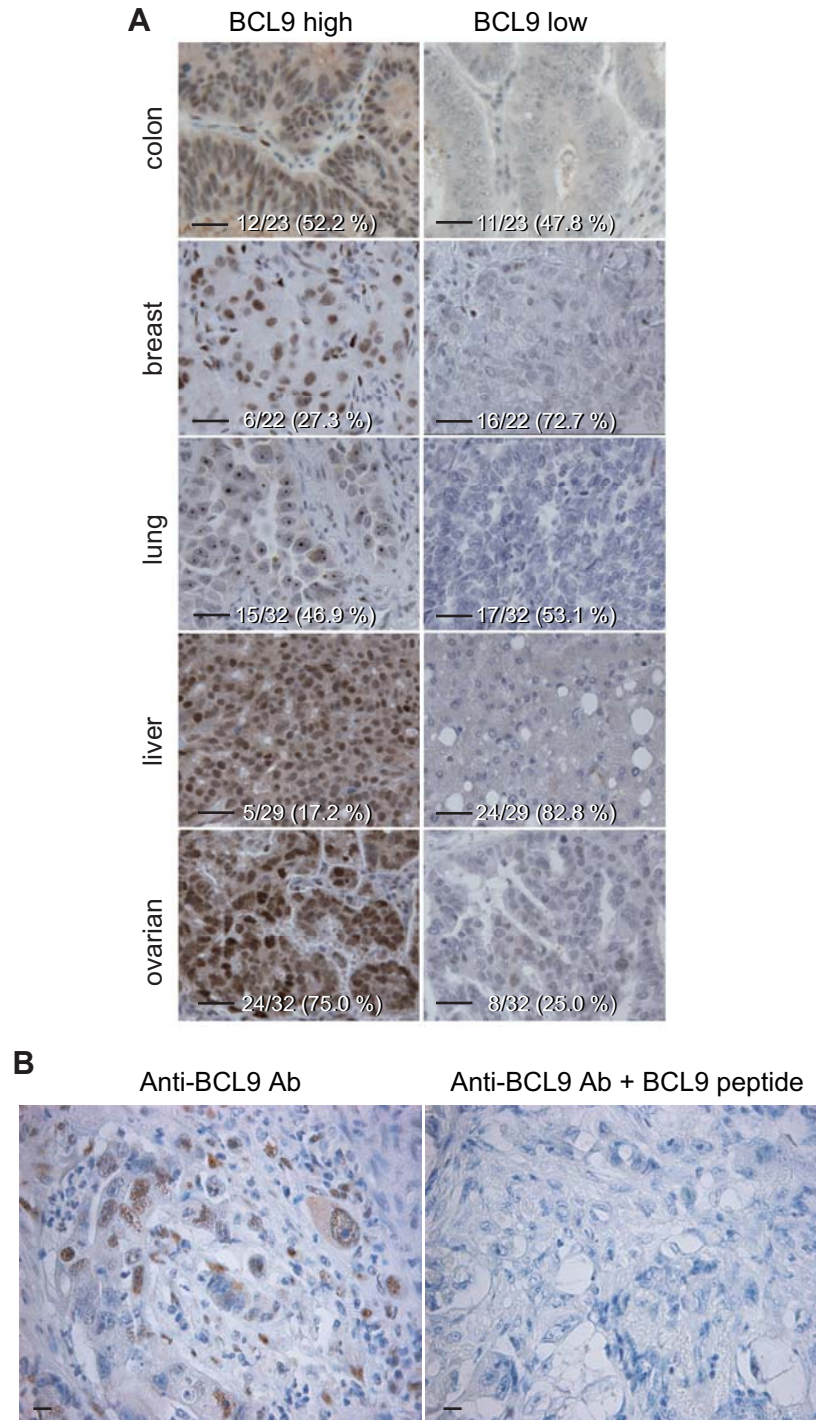 A
BCL9 high BCL9 low
colon
12/23 (52.2 %) 11/23 (47.8 %)
breast
6/22 (27.3 %) 16/22 (72.7 %)
lung
15/32 (46.9 %) 17/32 (53.1 %)
liver
5/29 (17.2 %) 24/29 (82.8 %)
ovarian
24/32 (75.0 %) 8/32 (25.0 %)
B
Anti-BCL9 Ab Anti-BCL9 Ab + BCL9 peptide